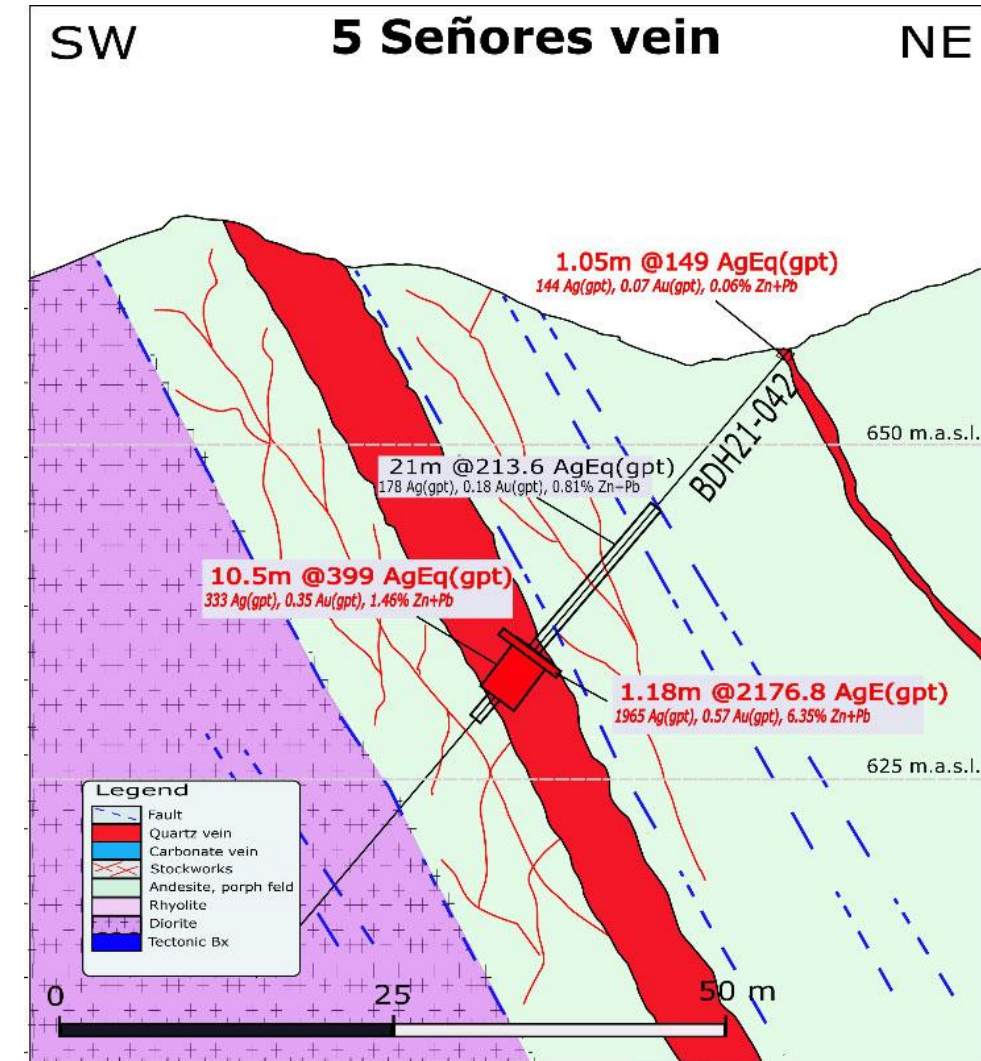 SW
5 Señores vein
NE
1.05m @149 AgEq(gpt)
144 Ag(gpt), 0.07 Au(gpt), 0.06% Zn+Pb
BDH21-042
650 m.a.s.l.
21m @213.6 AgEq(gpt)
178 Ag(gpt), 0.18 Au(gpt), 0.81% Zn+Pb
10.5m @399 AgEq(gpt)
333 Ag(gpt), 0.35 Au(gpt), 1.46% Zn+Pb
1.18m @2176.8 AgE(gpt)
1965 Ag(gpt), 0.57 Au(gpt), 6.35% Zn+Pb
625 m.a.s.l.
Legend
Fault
Quartz vein
Carbonate vein
Stockworks
Andesite, porph feld
Rhyolite
Diorite
Tectonic Bx
0
25
50 m